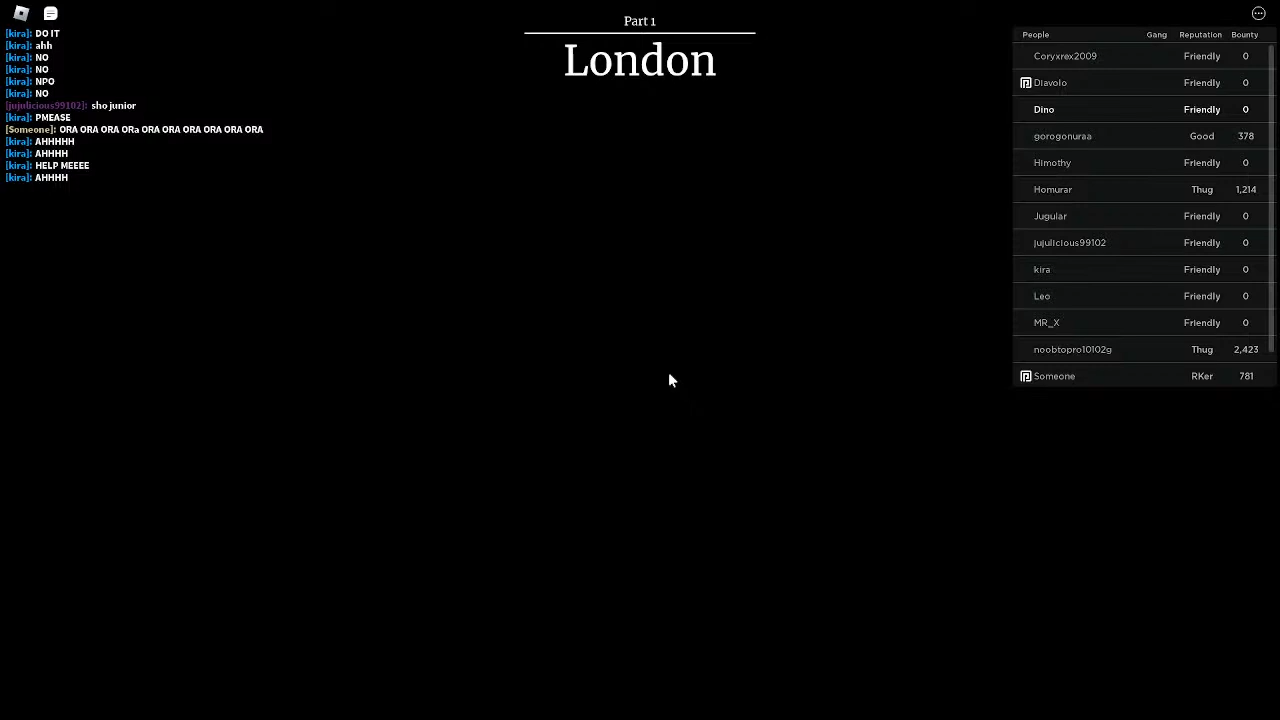 Part 1
London
[kira]: DO IT
[kira]: ahh
[kira]: NO
[kira]: NO
[kira]: NPO
[kira]: NO
[jujulicious99102]: sho junior
[kira]: PMEASE
[Someone]: ORA ORA ORA ORa ORA ORA ORA ORA ORA ORA
[kira]: AHHHHH
[kira]: AHHHH
[kira]: HELP MEEEE
[kira]: AHHHH
People Gang Reputation Bounty
Coryxrex2009 Friendly 0
Diavolo Friendly 0
Dino Friendly 0
gorogonuraa Good 378
Himothy Friendly 0
Homurar Thug 1,214
Jugular Friendly 0
jujulicious99102 Friendly 0
kira Friendly 0
Leo Friendly 0
MR_X Friendly 0
noobtopro10102g Thug 2,423
Someone RKer 781